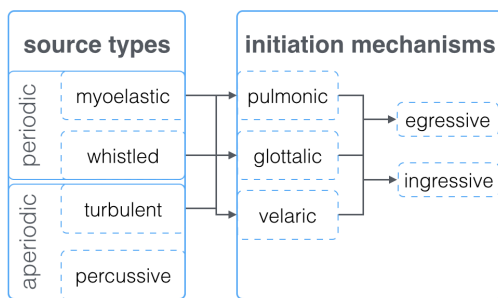 source types
periodic
myoelastic
whistled
aperiodic
turbulent
percussive
initiation mechanisms
pulmonic
glottalic
velaric
egressive
ingressive